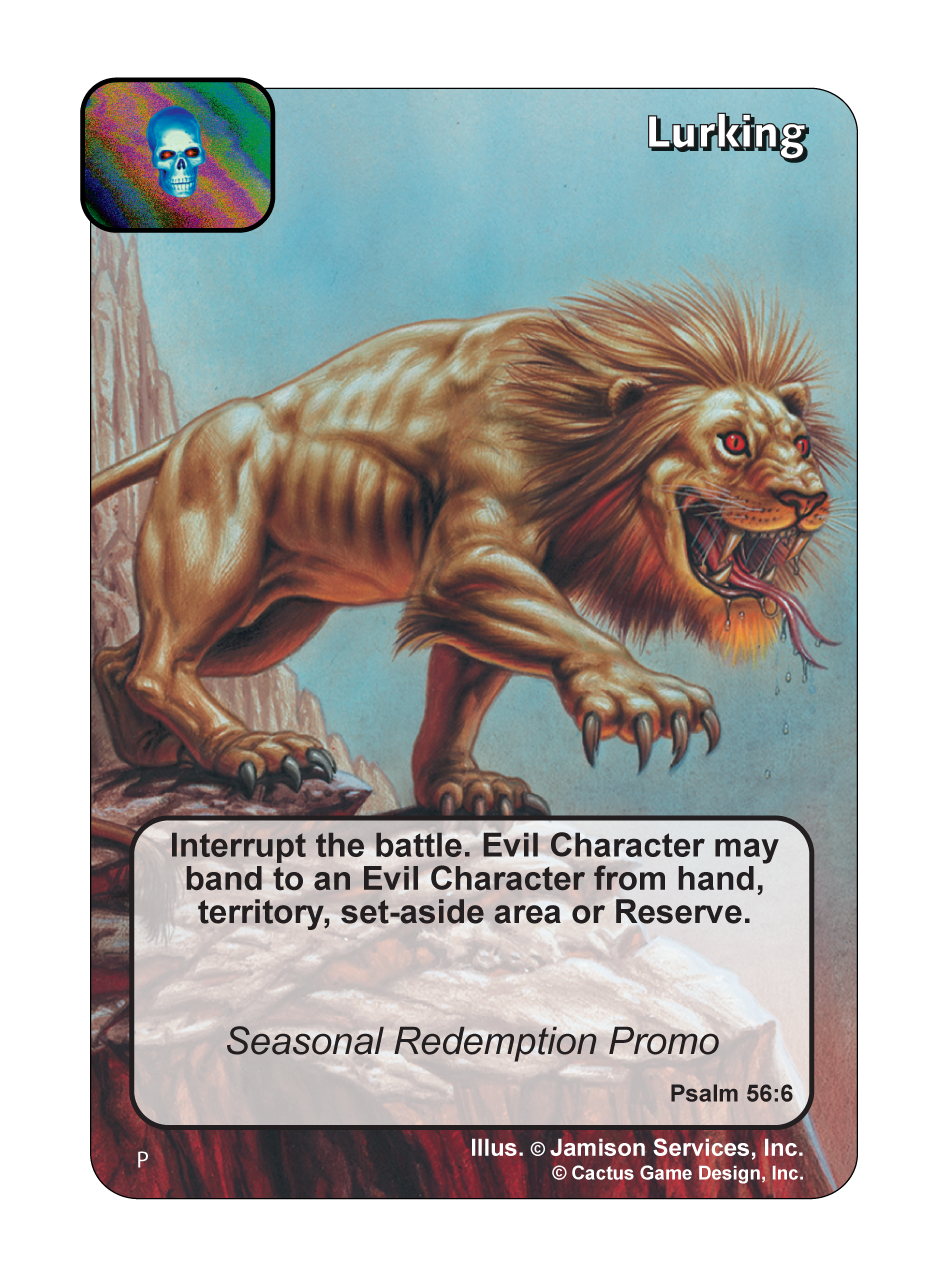 Lurking
Interrupt the battle. Evil Character may
band to an Evil Character from hand,
territory, set-aside area or Reserve.
Seasonal Redemption Promo
Psalm 56:6
P
Illus. © Jamison Services, Inc.
© Cactus Game Design, Inc.